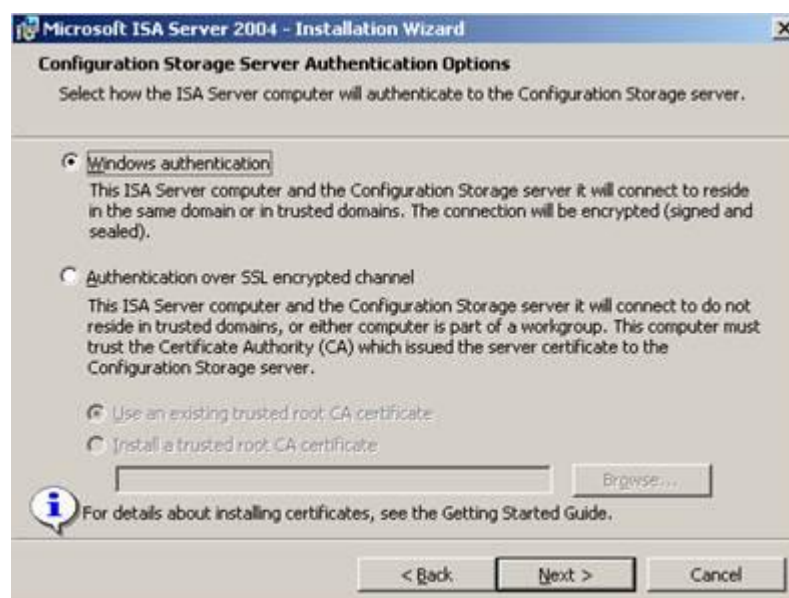 Microsoft ISA Server 2004 - Installation Wizard
Configuration Storage Server Authentication Options
Select how the ISA Server computer will authenticate to the Configuration Storage server.
Windows authentication
This ISA Server computer and the Configuration Storage server it will connect to reside
in the same domain or in trusted domains. The connection will be encrypted (signed and
sealed).
Authentication over SSL encrypted channel
This ISA Server computer and the Configuration Storage server it will connect to do not
reside in trusted domains, or either computer is part of a workgroup. This computer must
trust the Certificate Authority (CA) which issued the server certificate to the
Configuration Storage server.
Use an existing trusted root CA certificate
Install a trusted root CA certificate
Browse...
For details about installing certificates, see the Getting Started Guide.
< Back
Next >
Cancel